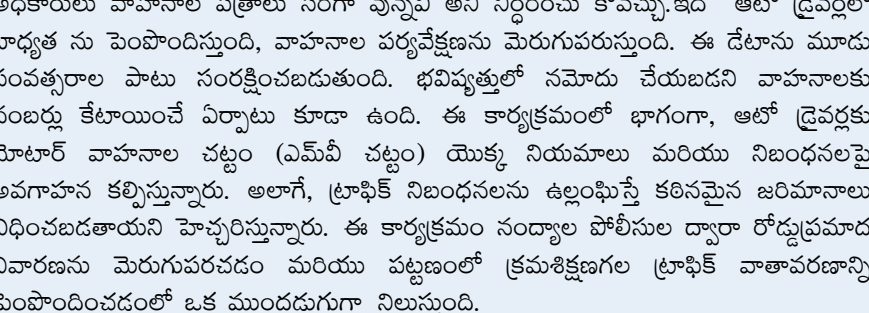 అధికారులు వాహనాల పత్రాలు సరిగా వున్నవి అని నిర్ధారించు కోవచ్చు.ఇది ఆటో డ్రైవర్లలో
బాధ్యత ను పెంపొందిస్తుంది, వాహనాల పర్యవేక్షణను మెరుగుపరుస్తుంది. ఈ డేటాను మూడు
సంవత్సరాల పాటు సంరక్షించబడుతుంది. భవిష్యత్తులో నమోదు చేయబడని వాహనాలకు
నంబర్లు కేటాయించే ఏర్పాటు కూడా ఉంది. ఈ కార్యక్రమంలో భాగంగా, ఆటో డ్రైవర్లకు
మోటార్ వాహనాల చట్టం (ఎమ్‌వీ చట్టం) యొక్క నియమాలు మరియు నిబంధనలపై
అవగాహన కల్పిస్తున్నారు. అలాగే, ట్రాఫిక్ నిబంధనలను ఉల్లంఘిస్తే కఠినమైన జరిమానాలు
విధించబడతాయని హెచ్చరిస్తున్నారు. ఈ కార్యక్రమం నంద్యాల పోలీసుల ద్వారా రోడ్డుప్రమాద
నివారణను మెరుగుపరచడం మరియు పట్టణంలో క్రమశిక్షణగల ట్రాఫిక్ వాతావరణాన్ని
పెంపొందించడంలో ఒక ముందడుగుగా నిలుస్తుంది.